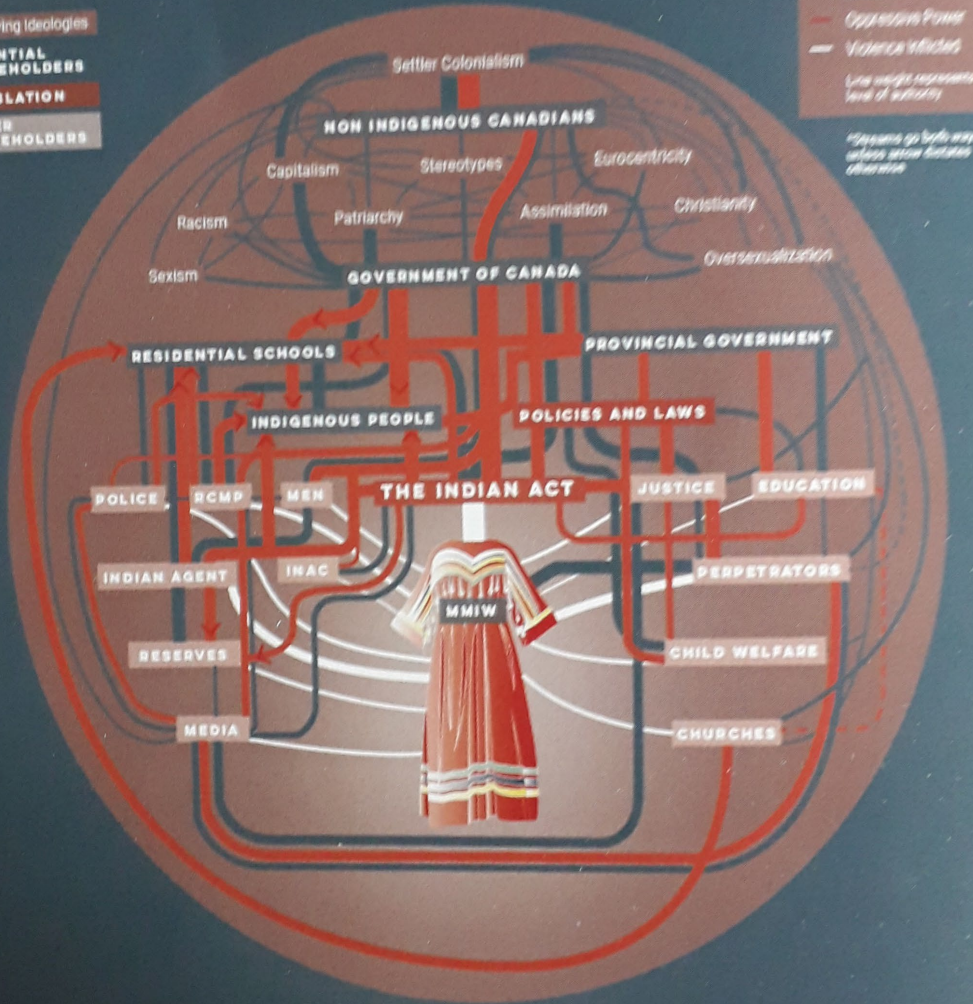 ing Ideologies
NTIAL
EHOLDERS
LATION
R
EHOLDERS
Oppressive Power
Violence Inflicted
Line weight represents
level of authority
*Streams go both ways
unless arrow dictates
otherwise
Settler Colonialism
NON INDIGENOUS CANADIANS
Capitalism
Stereotypes
Eurocentricity
Racism
Patriarchy
Assimilation
Christianity
Sexism
Oversexualization
GOVERNMENT OF CANADA
RESIDENTIAL SCHOOLS
PROVINCIAL GOVERNMENT
INDIGENOUS PEOPLE
POLICIES AND LAWS
POLICE
RCMP
MEN
THE INDIAN ACT
JUSTICE
EDUCATION
INDIAN AGENT
INAC
PERPETRATORS
MMIW
RESERVES
CHILD WELFARE
MEDIA
CHURCHES